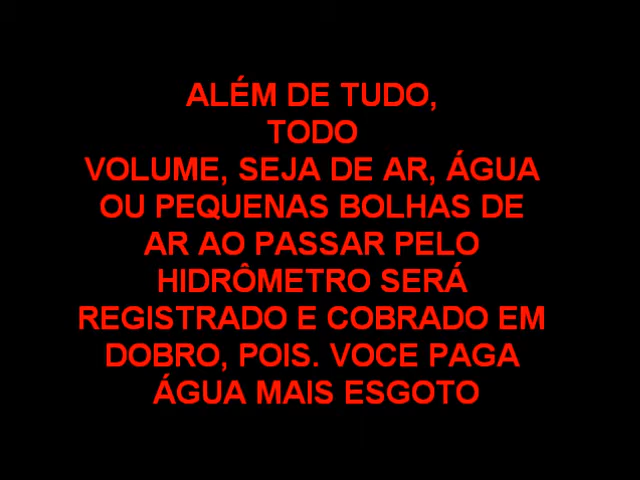 ALÉM DE TUDO,
TODO
VOLUME, SEJA DE AR, ÁGUA
OU PEQUENAS BOLHAS DE
AR AO PASSAR PELO
HIDRÔMETRO SERÁ
REGISTRADO E COBRADO EM
DOBRO, POIS. VOCE PAGA
ÁGUA MAIS ESGOTO